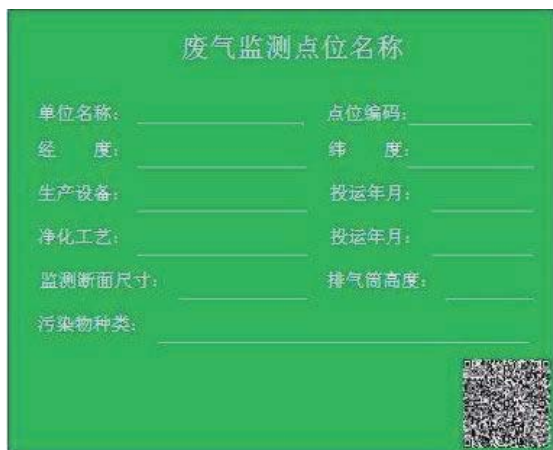 废气监测点位名称
单位名称: 点位编码:
经 度: 纬 度:
生产设备: 投运年月:
净化工艺: 投运年月:
监测断面尺寸: 排气筒高度:
污染物种类: